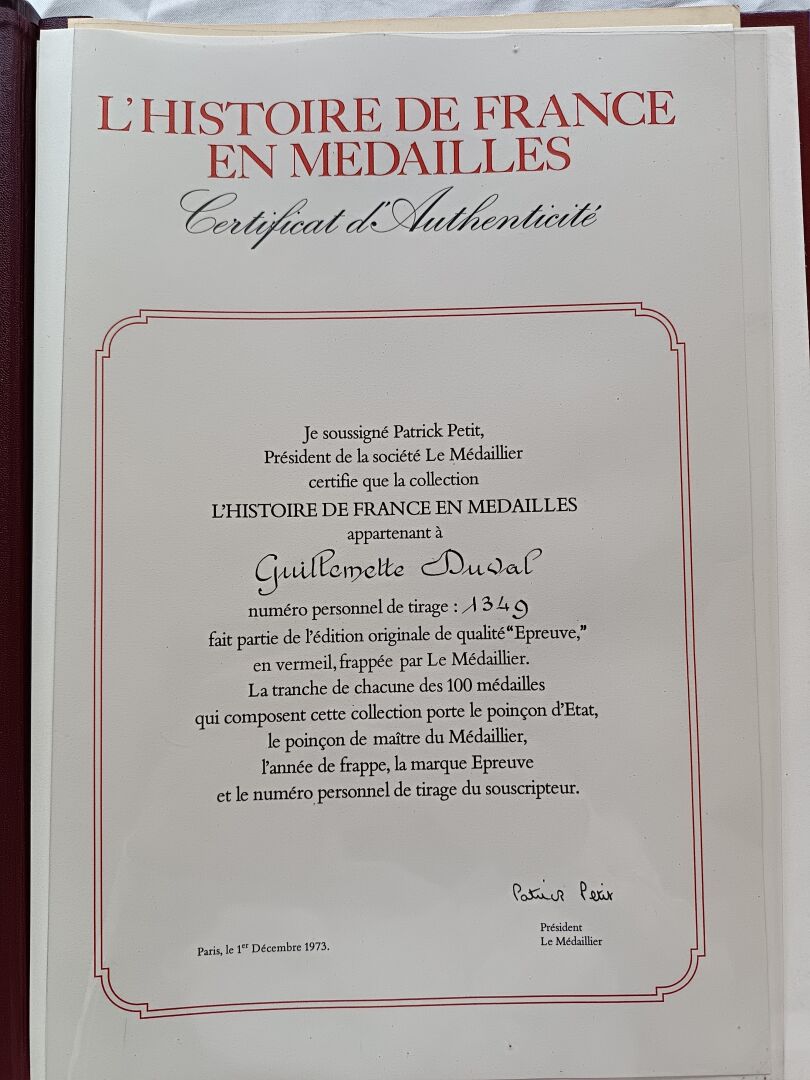 L'HISTOIRE DE FRANCE
EN MEDAILLES
Certificat d'Authenticité
Je soussigné Patrick Petit,
Président de la société Le Médaillier
certifie que la collection
L'HISTOIRE DE FRANCE EN MEDAILLES
appartenant à
Guillemette Duval
numéro personnel de tirage : 1349
fait partie de l'édition originale de qualité “Epreuve,”
en vermeil, frappée par Le Médaillier.
La tranche de chacune des 100 médailles
qui composent cette collection porte le poinçon d'Etat,
le poinçon de maître du Médaillier,
l'année de frappe, la marque Epreuve
et le numéro personnel de tirage du souscripteur.
Patrick Petit
Président
Le Médaillier
Paris, le 1er Décembre 1973.